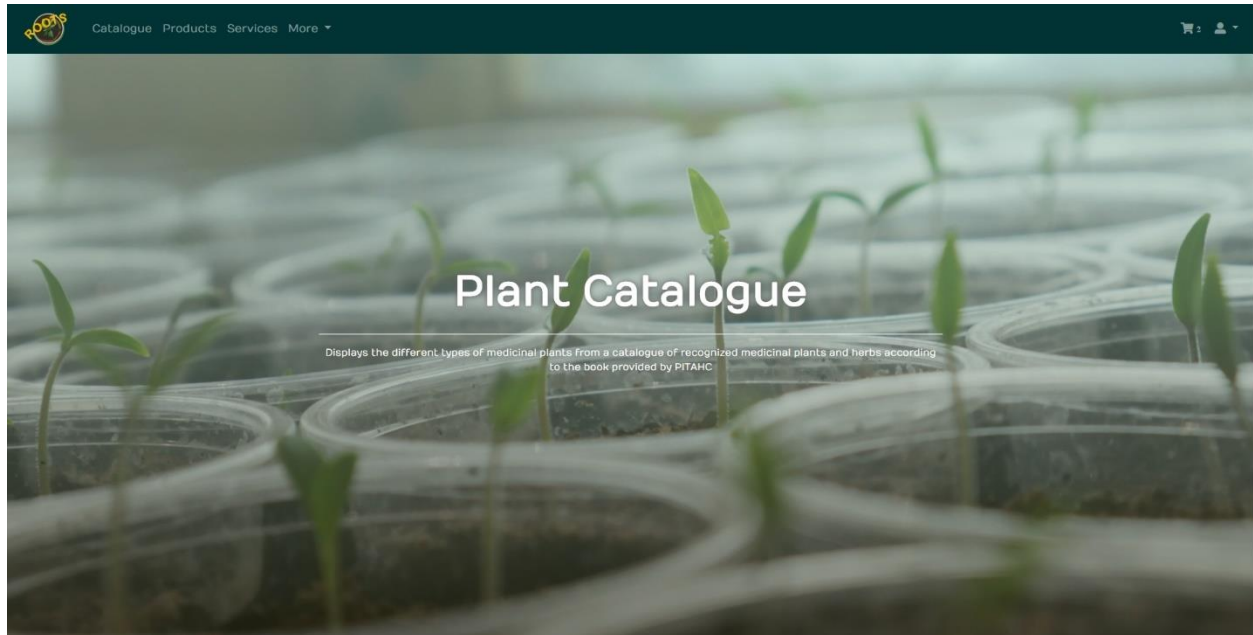 ROOTS
Catalogue Products Services More
Plant Catalogue
Displays the different types of medicinal plants from a catalogue of recognized medicinal plants and herbs according
to the book provided by PITAHC